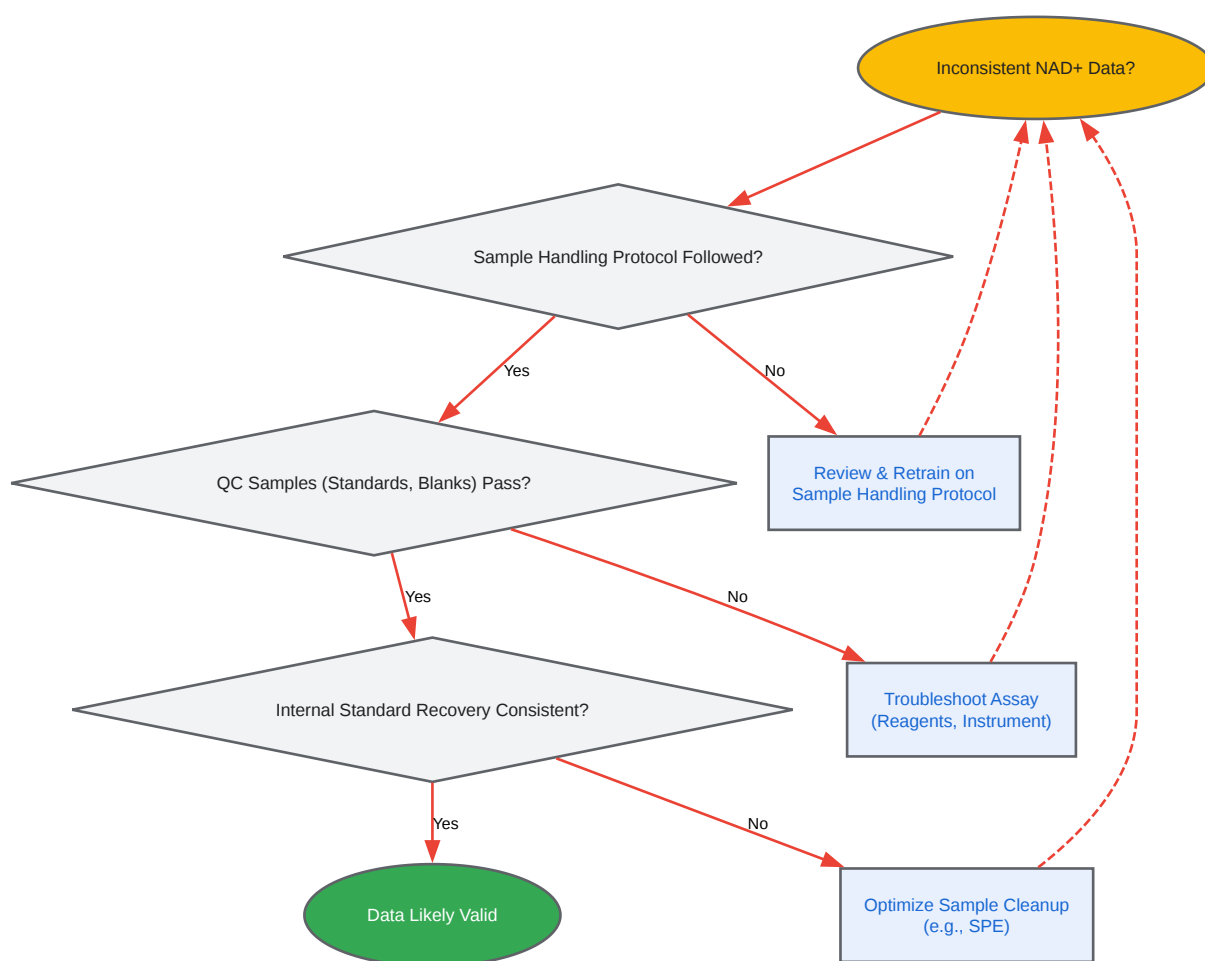 Inconsistent NAD+ Data?
Sample Handling Protocol Followed?
Yes
No
Review & Retrain on
Sample Handling Protocol
QC Samples (Standards, Blanks) Pass?
Yes
No
Troubleshoot Assay
(Reagents, Instrument)
Internal Standard Recovery Consistent?
Yes
No
Data Likely Valid
Optimize Sample Cleanup
(e.g., SPE)